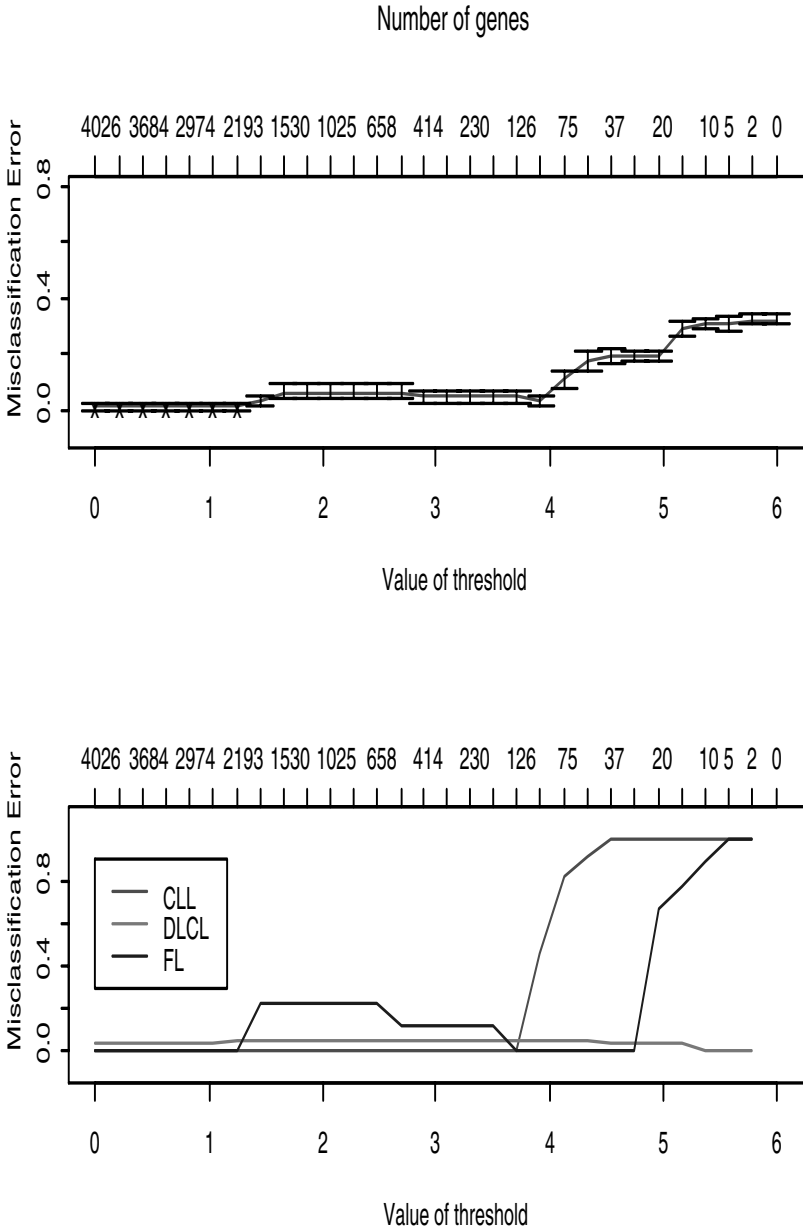 Number of genes
4026 3684 2974 2193 1530 1025 658 414 230 126 75 37 20 10 5 2 0
Misclassification Error
0.8
0.4
0.0
0 1 2 3 4 5 6
Value of threshold
4026 3684 2974 2193 1530 1025 658 414 230 126 75 37 20 10 5 2 0
Misclassification Error
0.8
0.4
0.0
CLL
DLCL
FL
0 1 2 3 4 5 6
Value of threshold